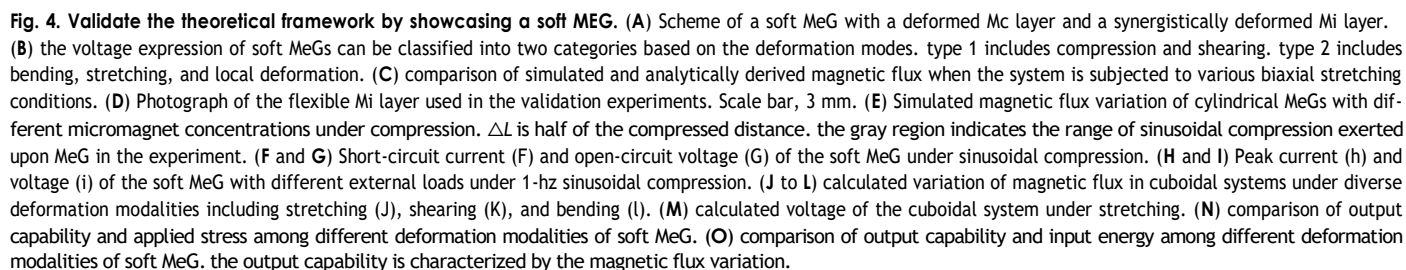 Fig. 4. Validate the theoretical framework by showcasing a soft MEG. (A) Scheme of a soft MeG with a deformed Mc layer and a synergistically deformed Mi layer.
(B) the voltage expression of soft MeGs can be classified into two categories based on the deformation modes. type 1 includes compression and shearing. type 2 includes
bending, stretching, and local deformation. (C) comparison of simulated and analytically derived magnetic flux when the system is subjected to various biaxial stretching
conditions. (D) Photograph of the flexible Mi layer used in the validation experiments. Scale bar, 3 mm. (E) Simulated magnetic flux variation of cylindrical MeGs with dif-
ferent micromagnet concentrations under compression. △L is half of the compressed distance. the gray region indicates the range of sinusoidal compression exerted
upon MeG in the experiment. (F and G) Short-circuit current (F) and open-circuit voltage (G) of the soft MeG under sinusoidal compression. (H and I) Peak current (h) and
voltage (i) of the soft MeG with different external loads under 1-hz sinusoidal compression. (J to L) calculated variation of magnetic flux in cuboidal systems under diverse
deformation modalities including stretching (J), shearing (K), and bending (l). (M) calculated voltage of the cuboidal system under stretching. (N) comparison of output
capability and applied stress among different deformation modalities of soft MeG. (O) comparison of output capability and input energy among different deformation
modalities of soft MeG. the output capability is characterized by the magnetic flux variation.